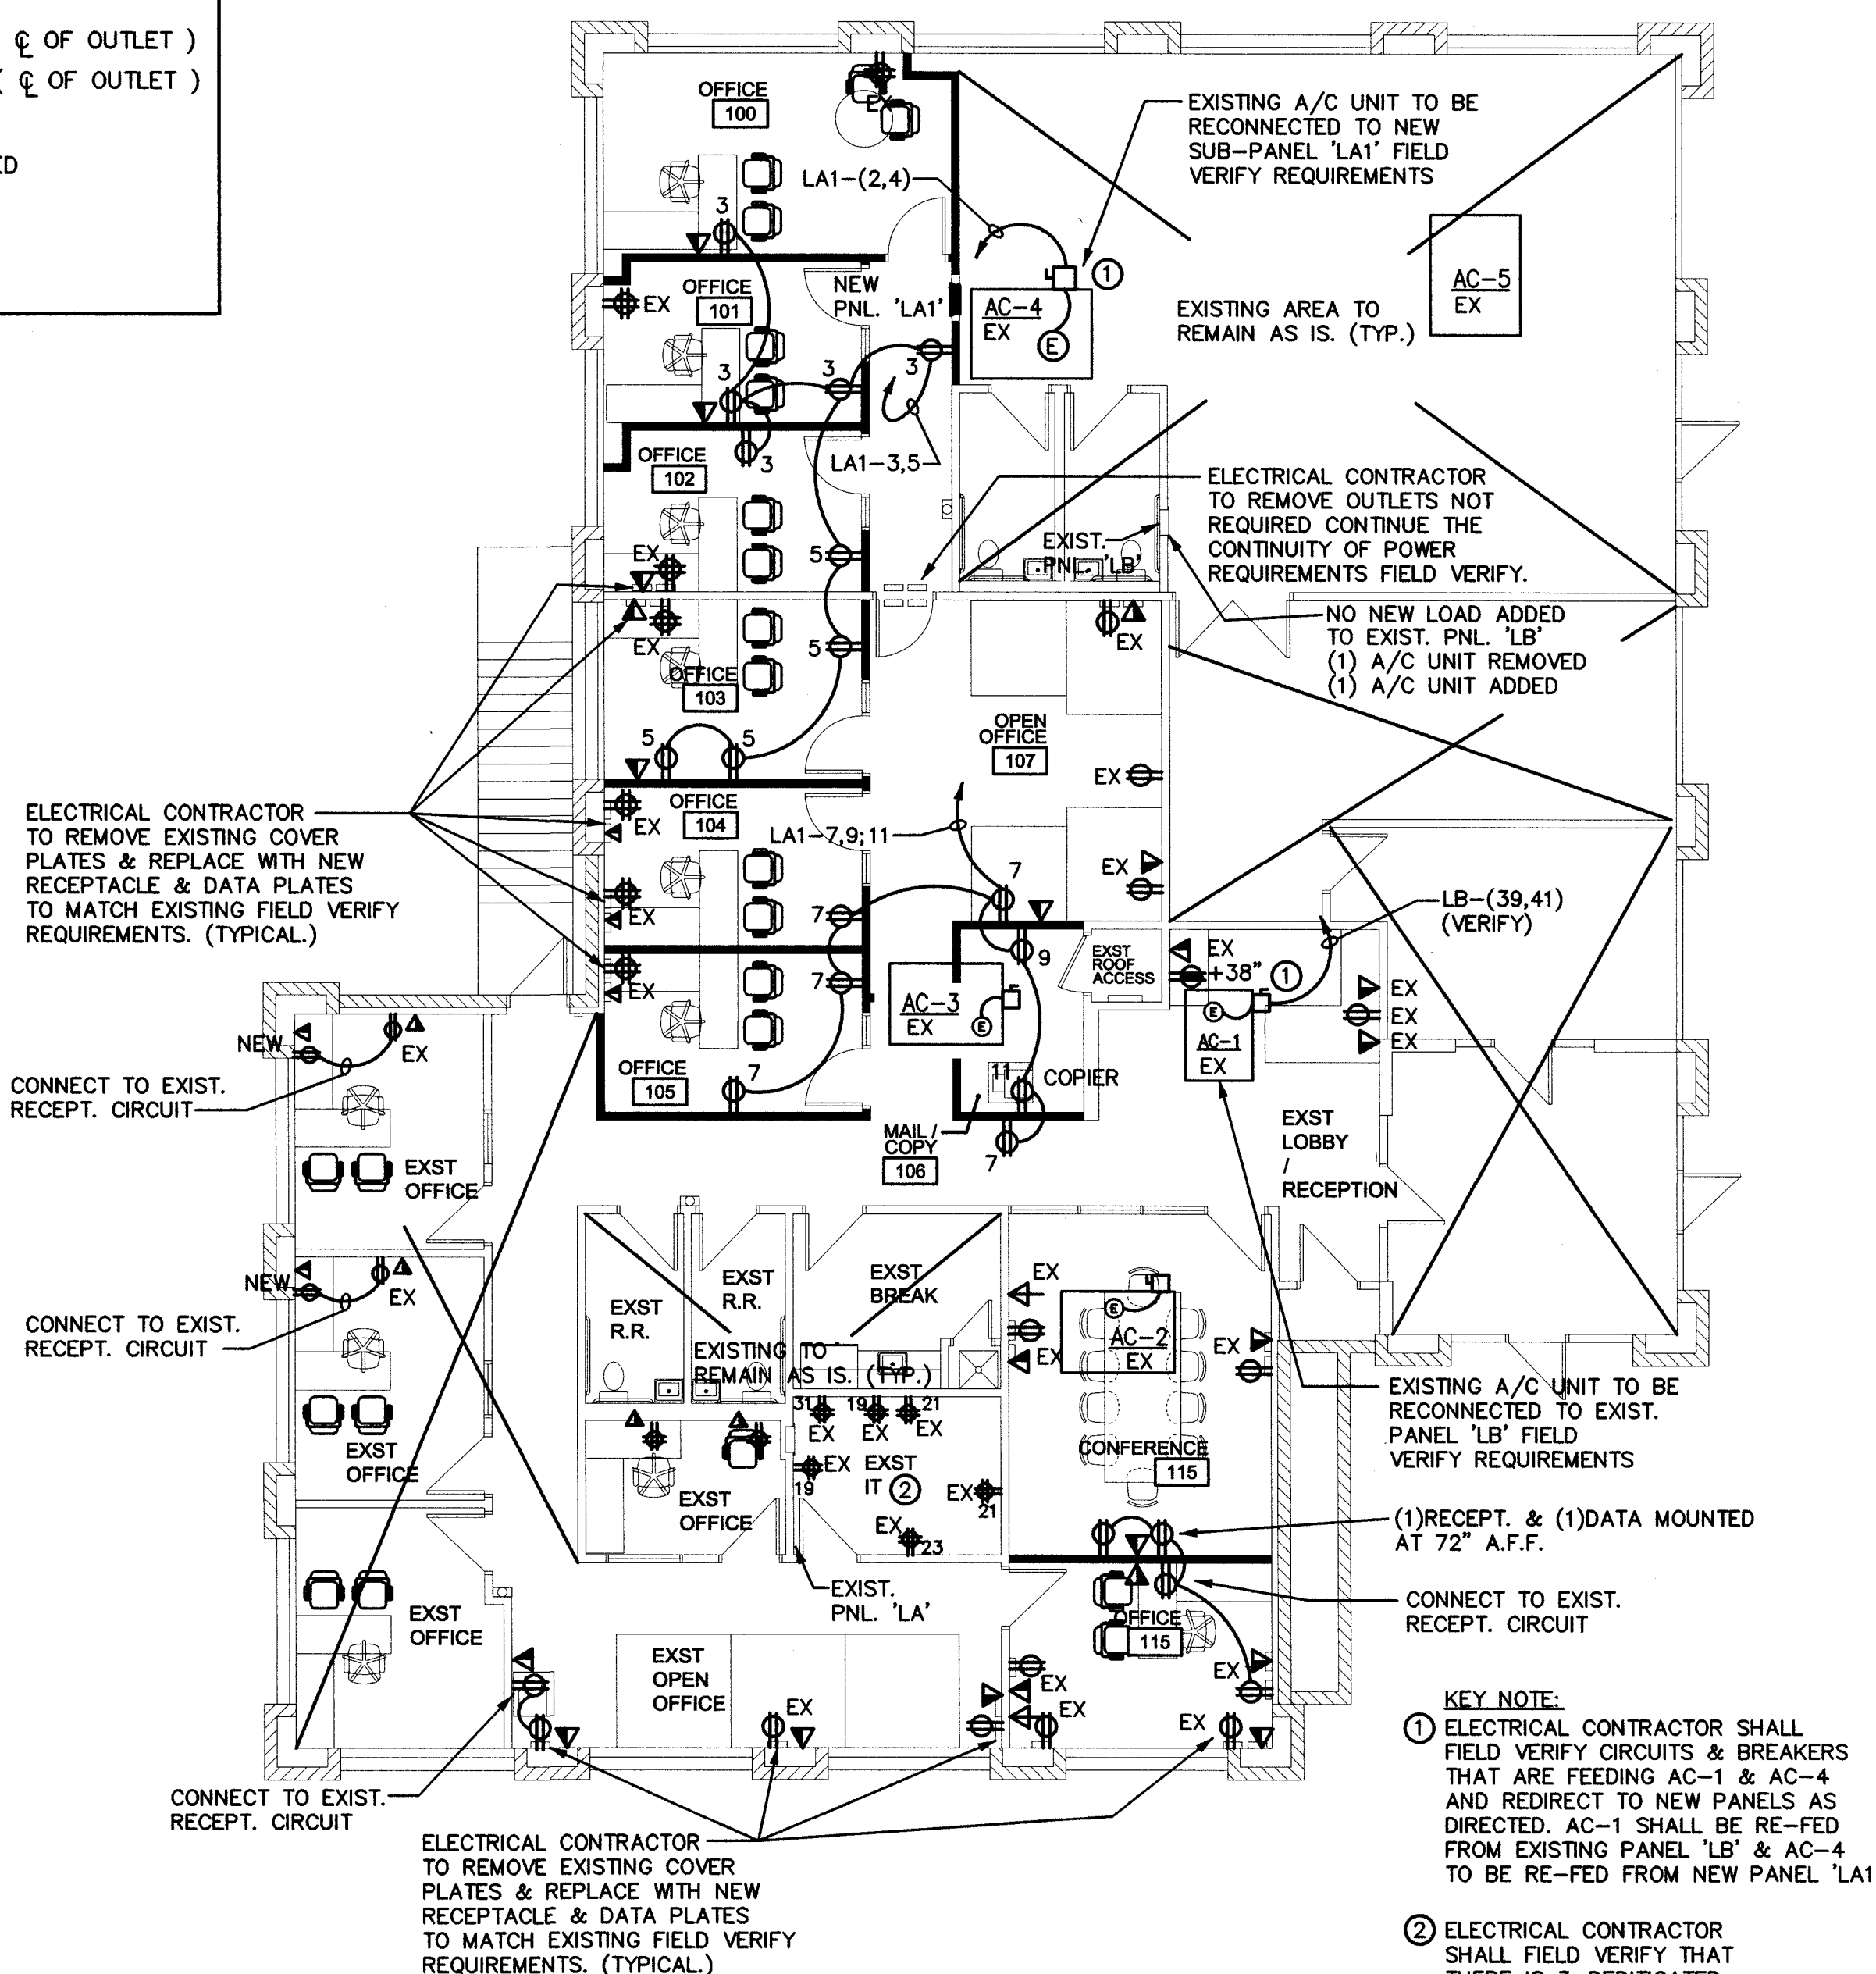 ℄ OF OUTLET )
( ℄ OF OUTLET )
ED
OFFICE
100
EX
3
LA1-(2,4)
EXISTING A/C UNIT TO BE
RECONNECTED TO NEW
SUB-PANEL 'LA1' FIELD
VERIFY REQUIREMENTS
1
AC-4
EX
E
EXISTING AREA TO
REMAIN AS IS. (TYP.)
AC-5
EX
OFFICE
101
EX
NEW
PNL. 'LA1'
3
3
3
3
LA1-3,5
OFFICE
102
EX
5
ELECTRICAL CONTRACTOR
TO REMOVE OUTLETS NOT
REQUIRED CONTINUE THE
CONTINUITY OF POWER
REQUIREMENTS FIELD VERIFY.
EXIST.
PNL. 'LB'
NO NEW LOAD ADDED
TO EXIST. PNL. 'LB'
(1) A/C UNIT REMOVED
(1) A/C UNIT ADDED
EX
EX
5
OFFICE
103
5
5
OPEN
OFFICE
107
EX
EX
ELECTRICAL CONTRACTOR
TO REMOVE EXISTING COVER
PLATES & REPLACE WITH NEW
RECEPTACLE & DATA PLATES
TO MATCH EXISTING FIELD VERIFY
REQUIREMENTS. (TYPICAL.)
OFFICE
104
EX
EX
LA1-7,9;11
7
7
9
7
LB-(39,41)
(VERIFY)
EXST
ROOF
ACCESS
EX
+38"
1
E
AC-1
EX
EX
EX
EX
AC-3
EX
E
EX
OFFICE
105
7
11
COPIER
MAIL /
COPY
106
7
NEW
EX
CONNECT TO EXIST.
RECEPT. CIRCUIT
EXST
OFFICE
EXST
LOBBY
/
RECEPTION
NEW
EX
CONNECT TO EXIST.
RECEPT. CIRCUIT
EXST
R.R.
EXST
R.R.
EXST
BREAK
EXISTING TO
REMAIN AS IS. (TYP.)
EX
EX
E
AC-2
EX
EX
EXISTING A/C UNIT TO BE
RECONNECTED TO EXIST.
PANEL 'LB' FIELD
VERIFY REQUIREMENTS
EXST
OFFICE
31
EX
19
EX
21
EX
EX
19
EXST
IT
2
EX
21
EX
23
CONFERENCE
115
EXST
OFFICE
(1)RECEPT. & (1)DATA MOUNTED
AT 72" A.F.F.
EXIST.
PNL. 'LA'
CONNECT TO EXIST.
RECEPT. CIRCUIT
OFFICE
115
EXST
OFFICE
EXST
OPEN
OFFICE
EX
EX
EX
EX
EX
CONNECT TO EXIST.
RECEPT. CIRCUIT
ELECTRICAL CONTRACTOR
TO REMOVE EXISTING COVER
PLATES & REPLACE WITH NEW
RECEPTACLE & DATA PLATES
TO MATCH EXISTING FIELD VERIFY
REQUIREMENTS. (TYPICAL.)
KEY NOTE:
1 ELECTRICAL CONTRACTOR SHALL
FIELD VERIFY CIRCUITS & BREAKERS
THAT ARE FEEDING AC-1 & AC-4
AND REDIRECT TO NEW PANELS AS
DIRECTED. AC-1 SHALL BE RE-FED
FROM EXISTING PANEL 'LB' & AC-4
TO BE RE-FED FROM NEW PANEL 'LA1
2 ELECTRICAL CONTRACTOR
SHALL FIELD VERIFY THAT